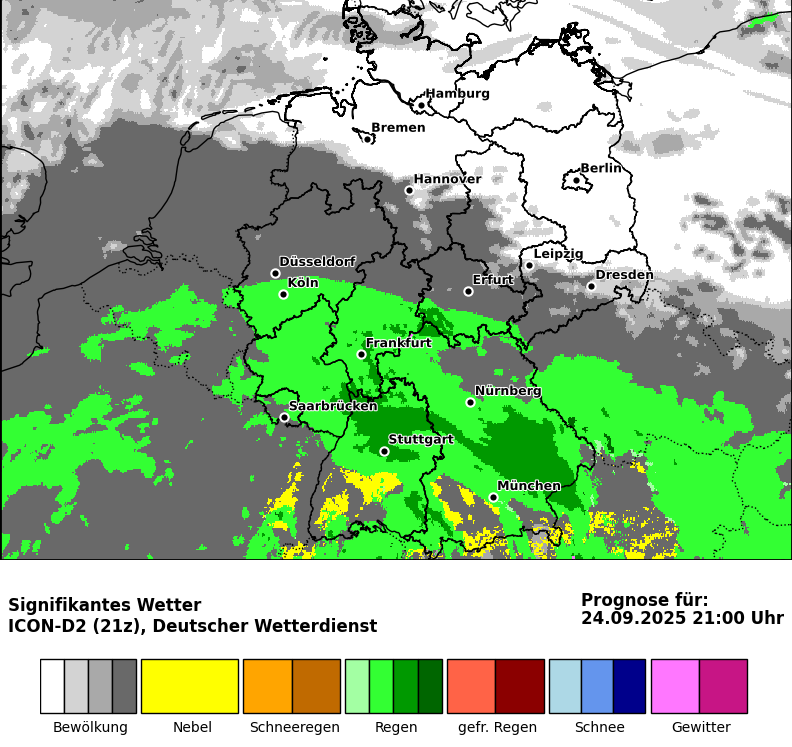 Hamburg
Bremen
Berlin
Hannover
Leipzig
Düsseldorf
Dresden
Köln
Erfurt
Frankfurt
Nürnberg
Saarbrücken
Stuttgart
München
Signifikantes Wetter
ICON-D2 (21z), Deutscher Wetterdienst
Prognose für:
24.09.2025 21:00 Uhr
Bewölkung
Nebel
Schneeregen
Regen
gefr. Regen
Schnee
Gewitter